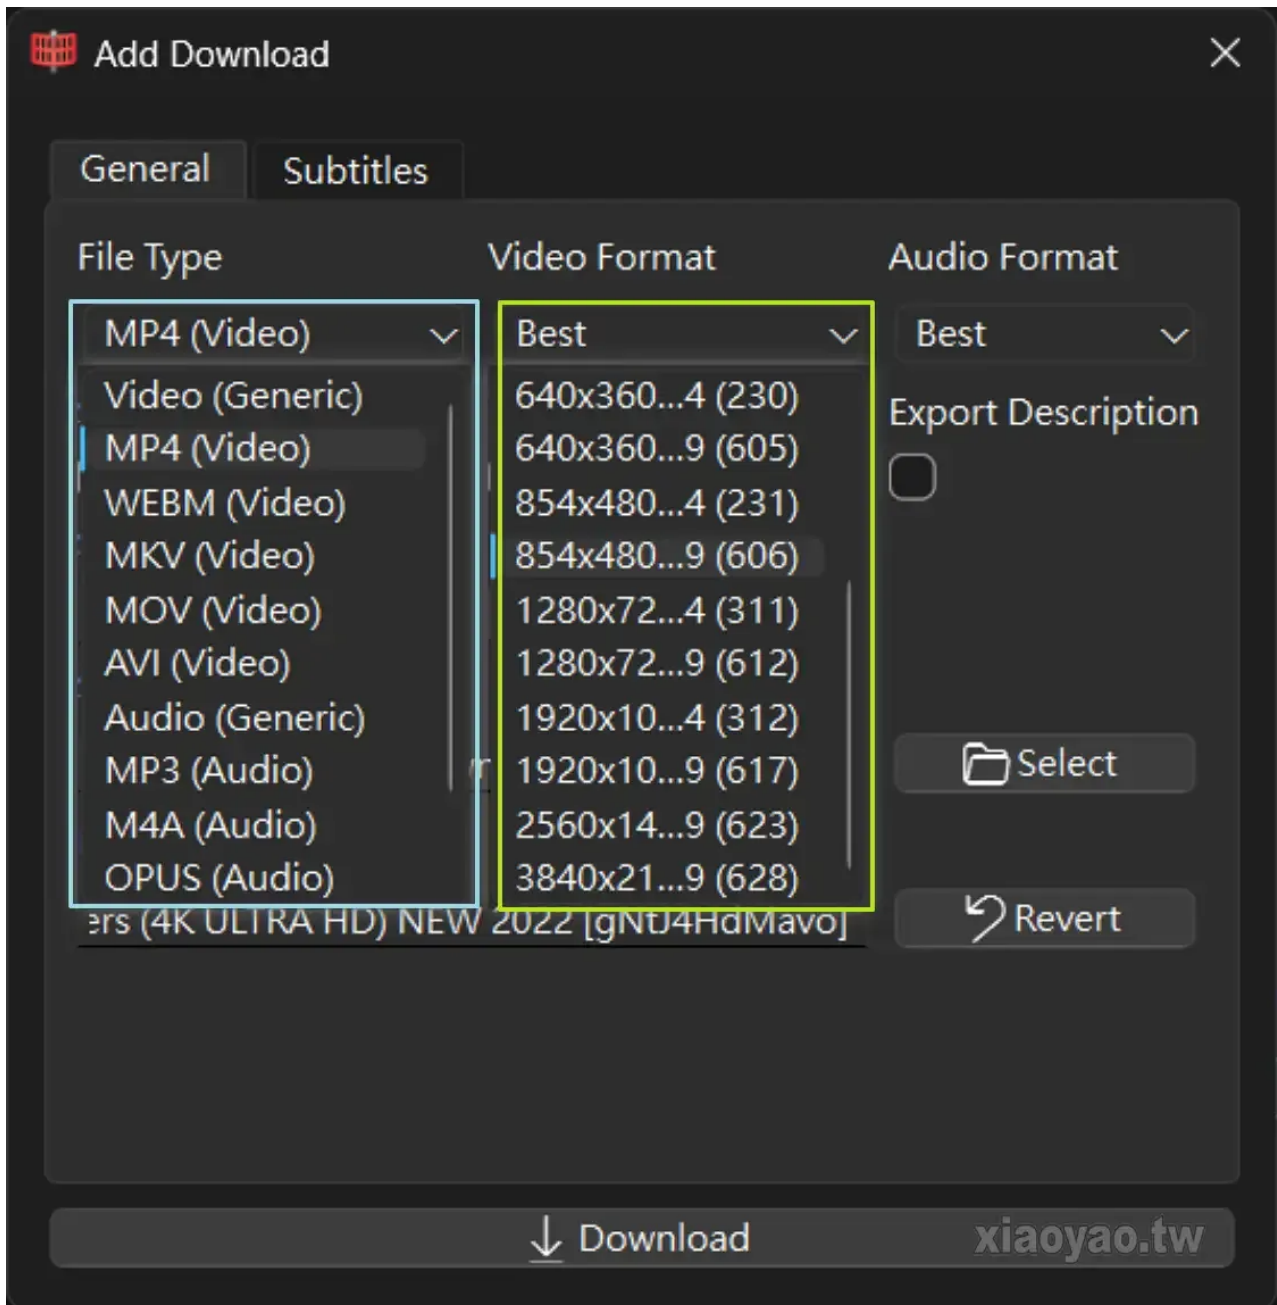 Add Download
General
Subtitles
File Type
Video Format
Audio Format
MP4 (Video)
Best
Best
Video (Generic)
MP4 (Video)
WEBM (Video)
MKV (Video)
MOV (Video)
AVI (Video)
Audio (Generic)
MP3 (Audio)
M4A (Audio)
OPUS (Audio)
640x360...4 (230)
640x360...9 (605)
854x480...4 (231)
854x480...9 (606)
1280x72...4 (311)
1280x72...9 (612)
1920x10...4 (312)
1920x10...9 (617)
2560x14...9 (623)
3840x21...9 (628)
Export Description
Select
ers (4K ULTRA HD) NEW 2022 [gNtJ4HdMavo]
Revert
Download
xiaoyao.tw